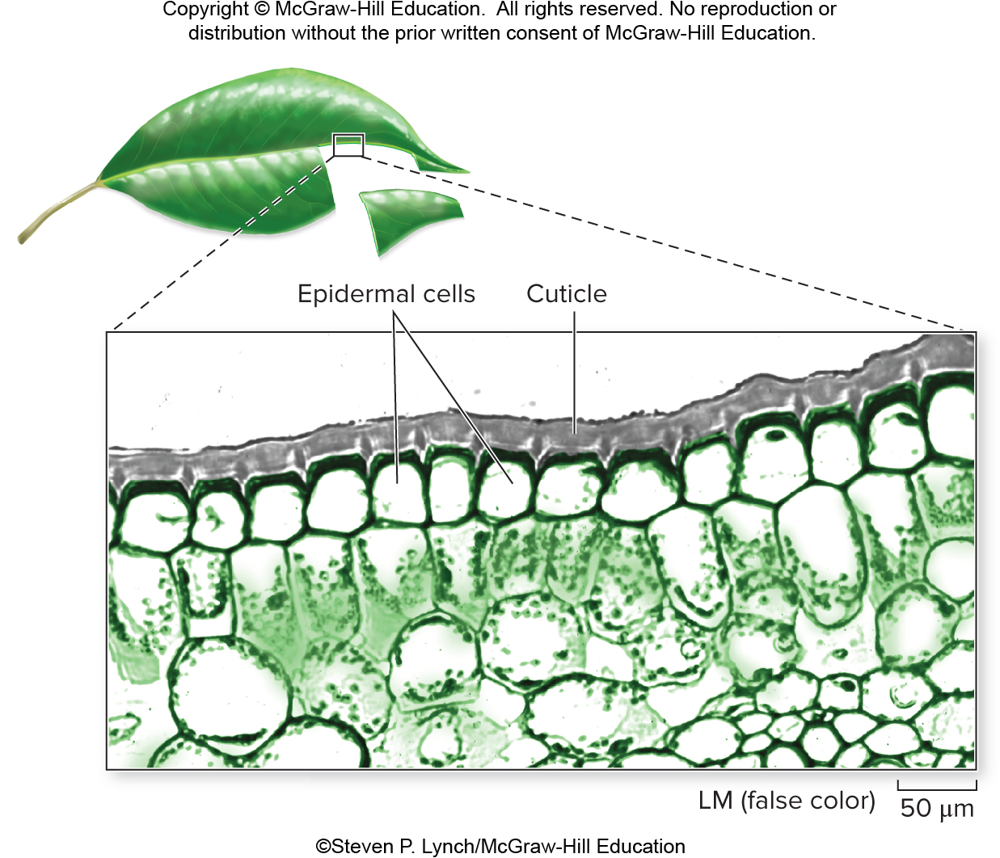 Copyright © McGraw-Hill Education.  All rights reserved. No reproduction or
distribution without the prior written consent of McGraw-Hill Education.
Epidermal cells
Cuticle
LM (false color)
50 μm
©Steven P. Lynch/McGraw-Hill Education